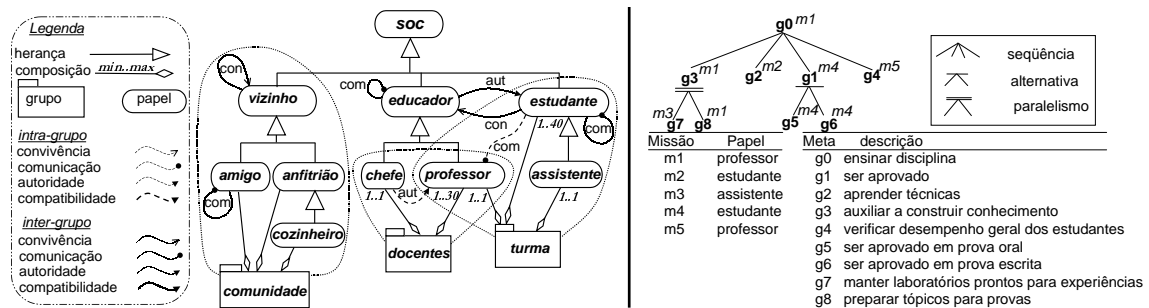 Legenda
herança
composição min..max
grupo
papel
intra-grupo
convivência
comunicação
autoridade
compatibilidade
inter-grupo
convivência
comunicação
autoridade
compatibilidade
soc
con
vizinho
com
educador
aut
estudante
con
1..40
com
com
amigo
anfitrião
chefe
professor
assistente
com
1..1
aut
1..30
1..1
1..1
cozinheiro
docentes
turma
comunidade
g0 m1
g3 m1
g2 m2
g1 m4
g4 m5
m3 g7
g8 m1
g5 m4
g6 m4
seqüência
alternativa
paralelismo
Missão Papel
m1 professor
m2 estudante
m3 assistente
m4 estudante
m5 professor
Meta descrição
g0 ensinar disciplina
g1 ser aprovado
g2 aprender técnicas
g3 auxiliar a construir conhecimento
g4 verificar desempenho geral dos estudantes
g5 ser aprovado em prova oral
g6 ser aprovado em prova escrita
g7 manter laboratórios prontos para experiências
g8 preparar tópicos para provas